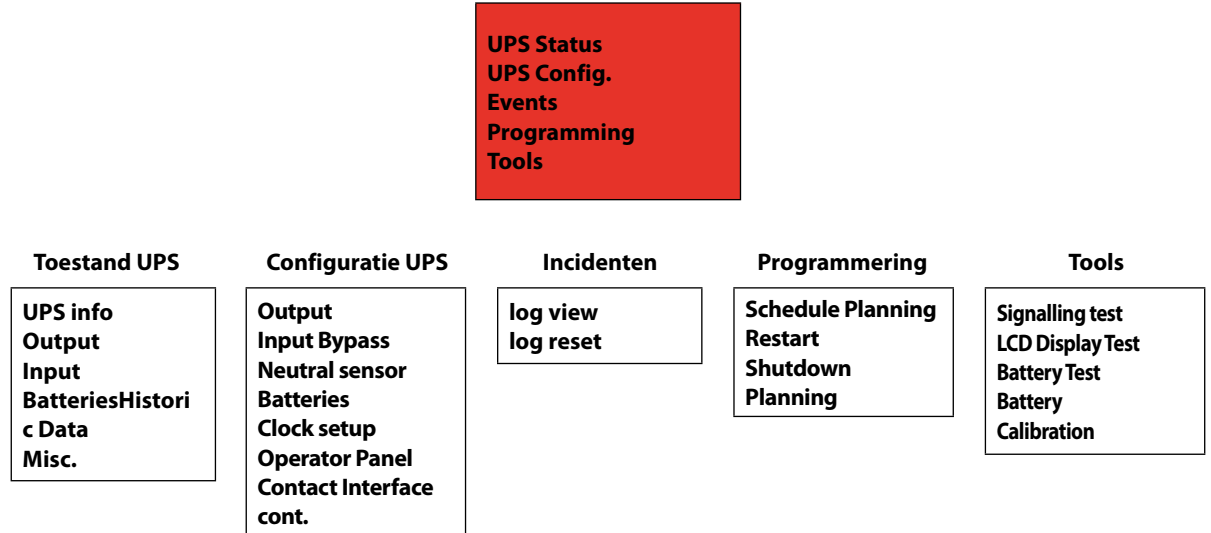 UPS Status
UPS Config.
Events
Programming
Tools
Toestand UPS
UPS info
Output
Input
BatteriesHistori
c Data
Misc.
Configuratie UPS
Output
Input Bypass
Neutral sensor
Batteries
Clock setup
Operator Panel
Contact Interface
cont.
Incidenten
log view
log reset
Programmering
Schedule Planning
Restart
Shutdown
Planning
Tools
Signalling test
LCD Display Test
Battery Test
Battery
Calibration